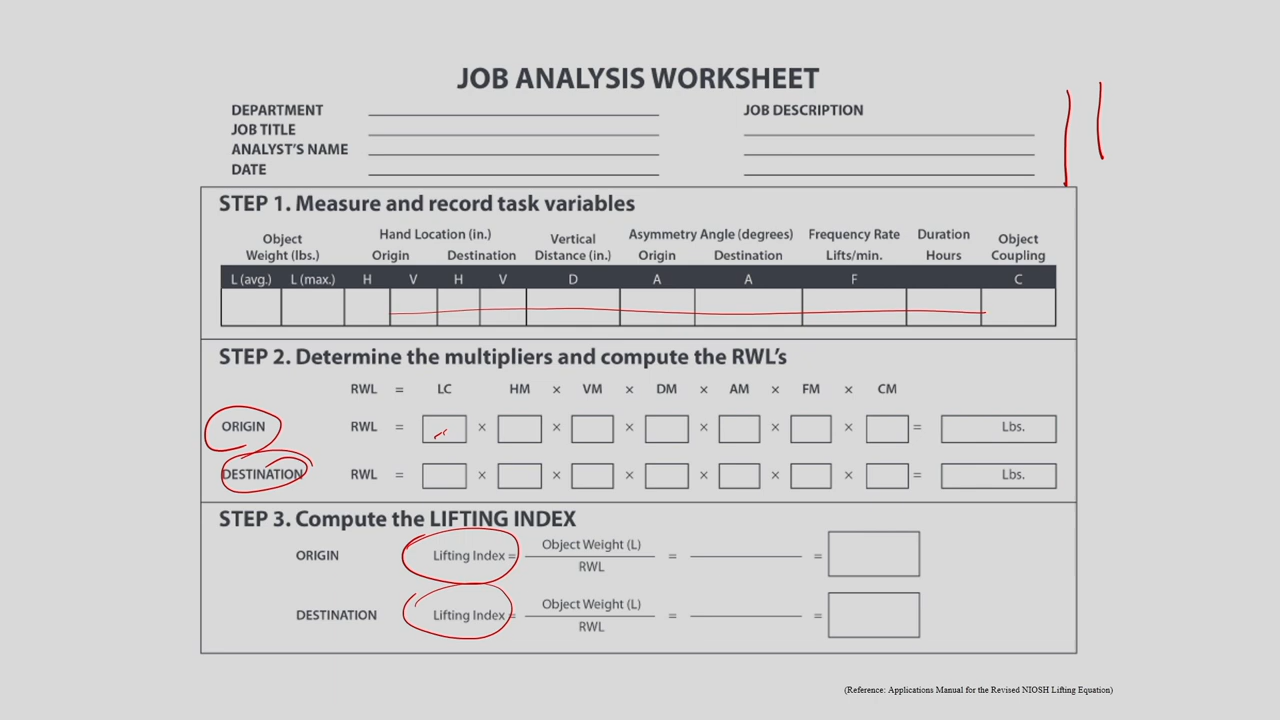 JOB ANALYSIS WORKSHEET
DEPARTMENT
JOB DESCRIPTION
JOB TITLE
ANALYST'S NAME
DATE
STEP 1. Measure and record task variables
Object Weight (lbs.)
Hand Location (in.)
Origin Destination
Vertical Distance (in.)
Asymmetry Angle (degrees)
Origin Destination
Frequency Rate
Lifts/min.
Duration
Hours
Object Coupling
L (avg.) L (max.) H V H V D A A F C
STEP 2. Determine the multipliers and compute the RWL's
RWL = LC HM × VM × DM × AM × FM × CM
ORIGIN RWL = × × × × × × = Lbs.
DESTINATION RWL = × × × × × × = Lbs.
STEP 3. Compute the LIFTING INDEX
ORIGIN Lifting Index = Object Weight (L) / RWL = =
DESTINATION Lifting Index = Object Weight (L) / RWL = =
(Reference: Applications Manual for the Revised NIOSH Lifting Equation)